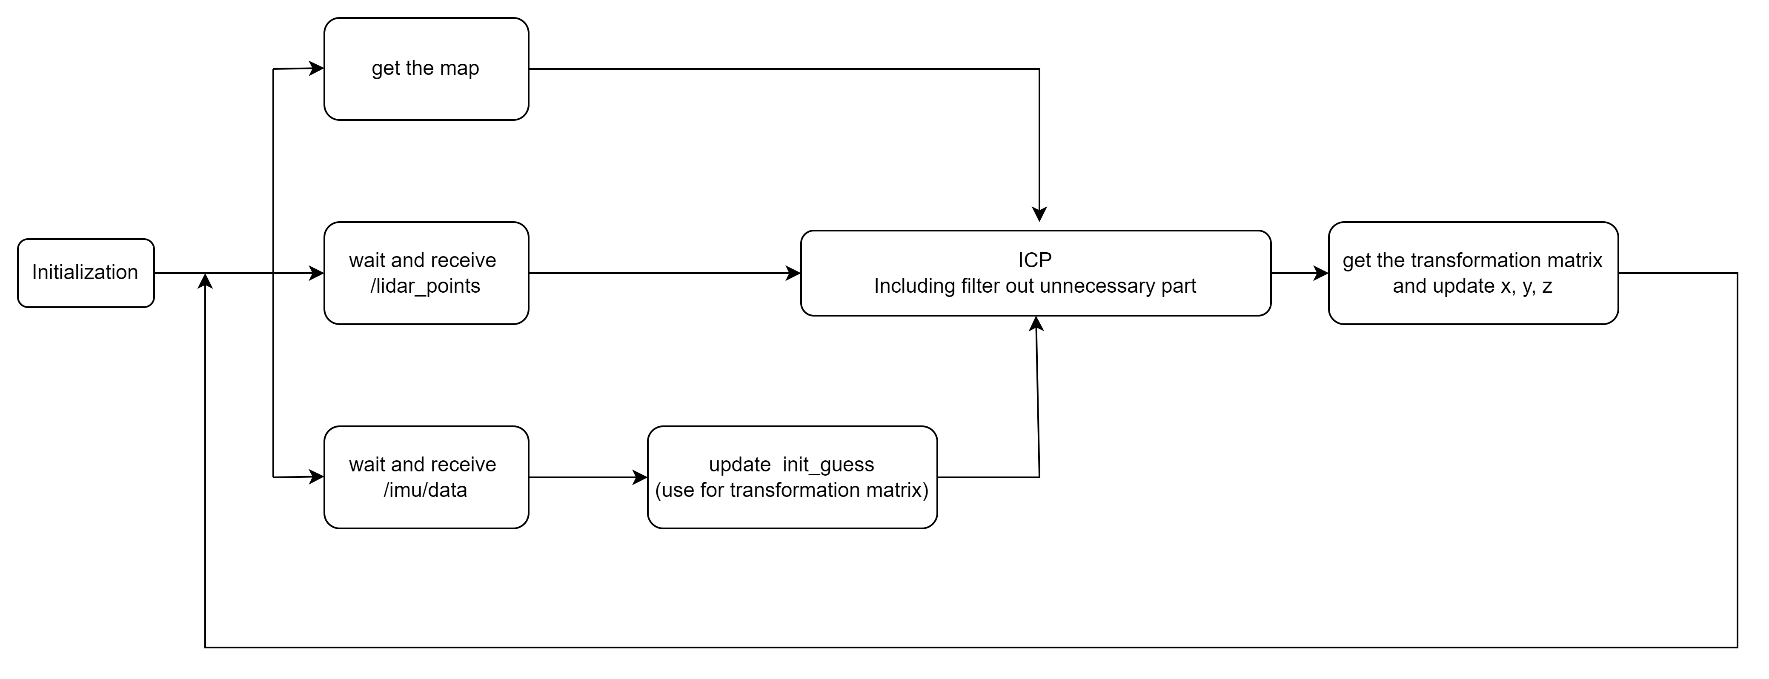 get the map
Initialization
wait and receive
/lidar_points
ICP
Including filter out unnecessary part
get the transformation matrix
and update x, y, z
wait and receive
/imu/data
update  init_guess
(use for transformation matrix)